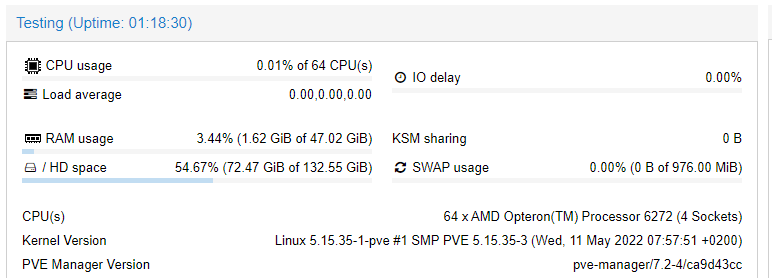 Testing (Uptime: 01:18:30)
CPU usage 0.01% of 64 CPU(s)
IO delay 0.00%
Load average 0.00,0.00,0.00
RAM usage 3.44% (1.62 GiB of 47.02 GiB)
KSM sharing 0 B
/ HD space 54.67% (72.47 GiB of 132.55 GiB)
SWAP usage 0.00% (0 B of 976.00 MiB)
CPU(s) 64 x AMD Opteron(TM) Processor 6272 (4 Sockets)
Kernel Version Linux 5.15.35-1-pve #1 SMP PVE 5.15.35-3 (Wed, 11 May 2022 07:57:51 +0200)
PVE Manager Version pve-manager/7.2-4/ca9d43cc